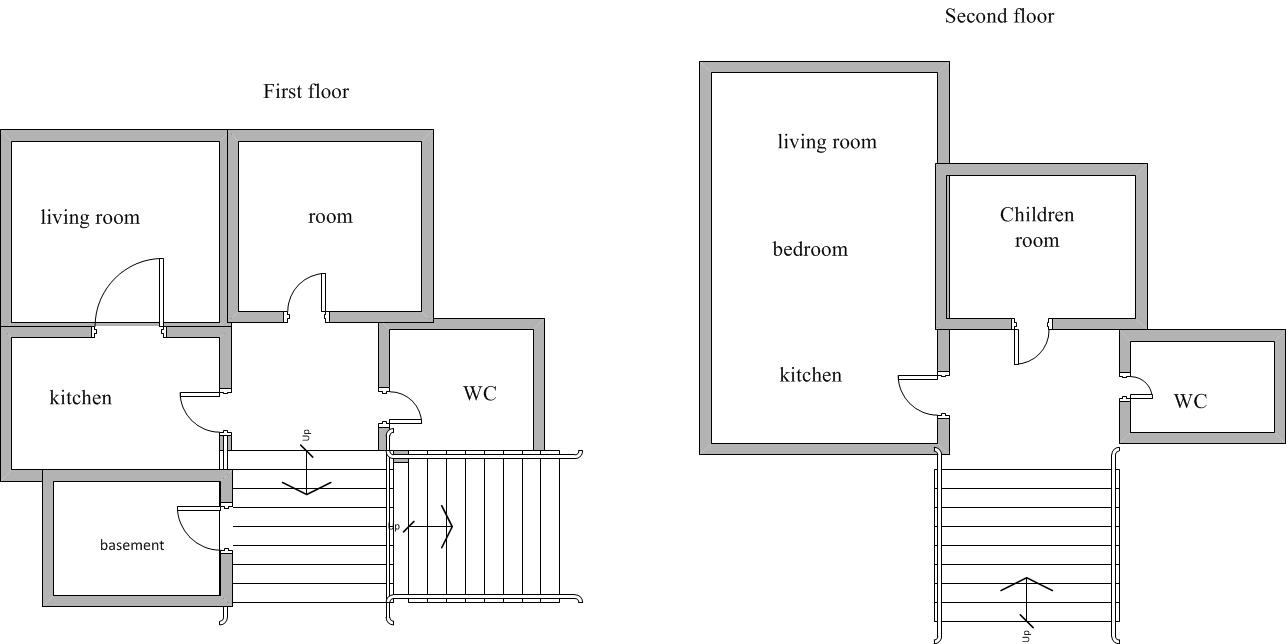 Second floor
First floor
living room
room
kitchen
WC
Up
Up
basement
living room
Children
room
bedroom
kitchen
WC
Up